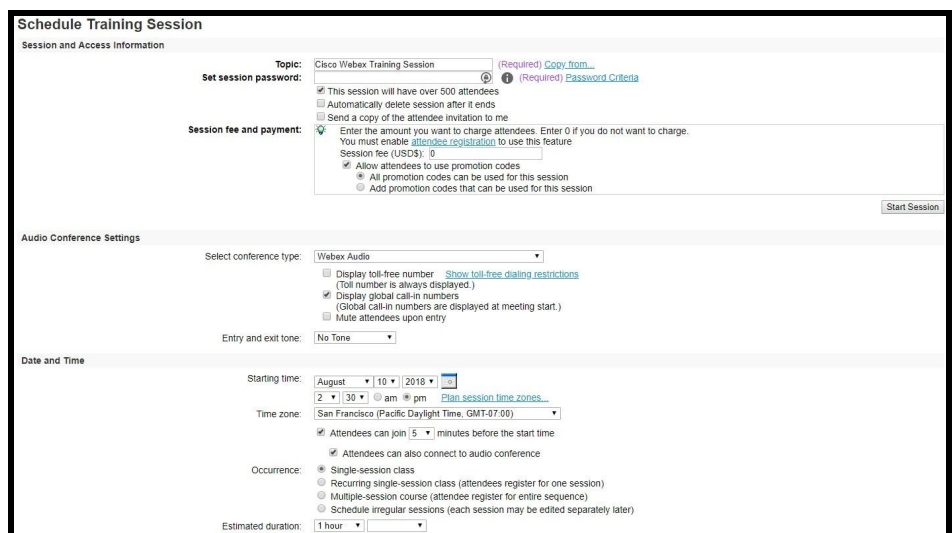 Schedule Training Session
Session and Access Information
Topic: Cisco Webex Training Session (Required) Copy from...
Set session password: (Required) Password Criteria
This session will have over 500 attendees
Automatically delete session after it ends
Send a copy of the attendee invitation to me
Session fee and payment: Enter the amount you want to charge attendees. Enter 0 if you do not want to charge.
You must enable attendee registration to use this feature
Session fee (USD$): 0
Allow attendees to use promotion codes
All promotion codes can be used for this session
Add promotion codes that can be used for this session
Start Session
Audio Conference Settings
Select conference type: Webex Audio
Display toll-free number Show toll-free dialing restrictions
(Toll number is always displayed.)
Display global call-in numbers
(Global call-in numbers are displayed at meeting start.)
Mute attendees upon entry
Entry and exit tone: No Tone
Date and Time
Starting time: August 10 2018
2 30 am pm Plan session time zones...
Time zone: San Francisco (Pacific Daylight Time, GMT-07:00)
Attendees can join 5 minutes before the start time
Attendees can also connect to audio conference
Occurrence: Single-session class
Recurring single-session class (attendees register for one session)
Multiple-session course (attendee register for entire sequence)
Schedule irregular sessions (each session may be edited separately later)
Estimated duration: 1 hour